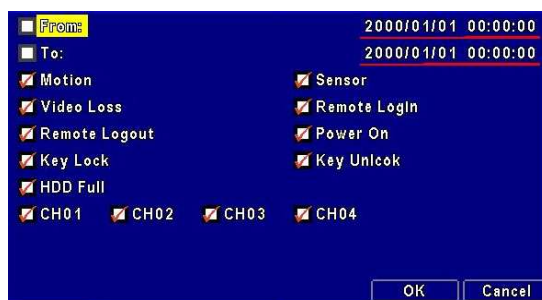 From: 2000/01/01 00:00:00
To: 2000/01/01 00:00:00
Motion Sensor
Video Loss Remote LogIn
Remote Logout Power On
Key Lock Key Unlcok
HDD Full
CH01 CH02 CH03 CH04
OK Cancel